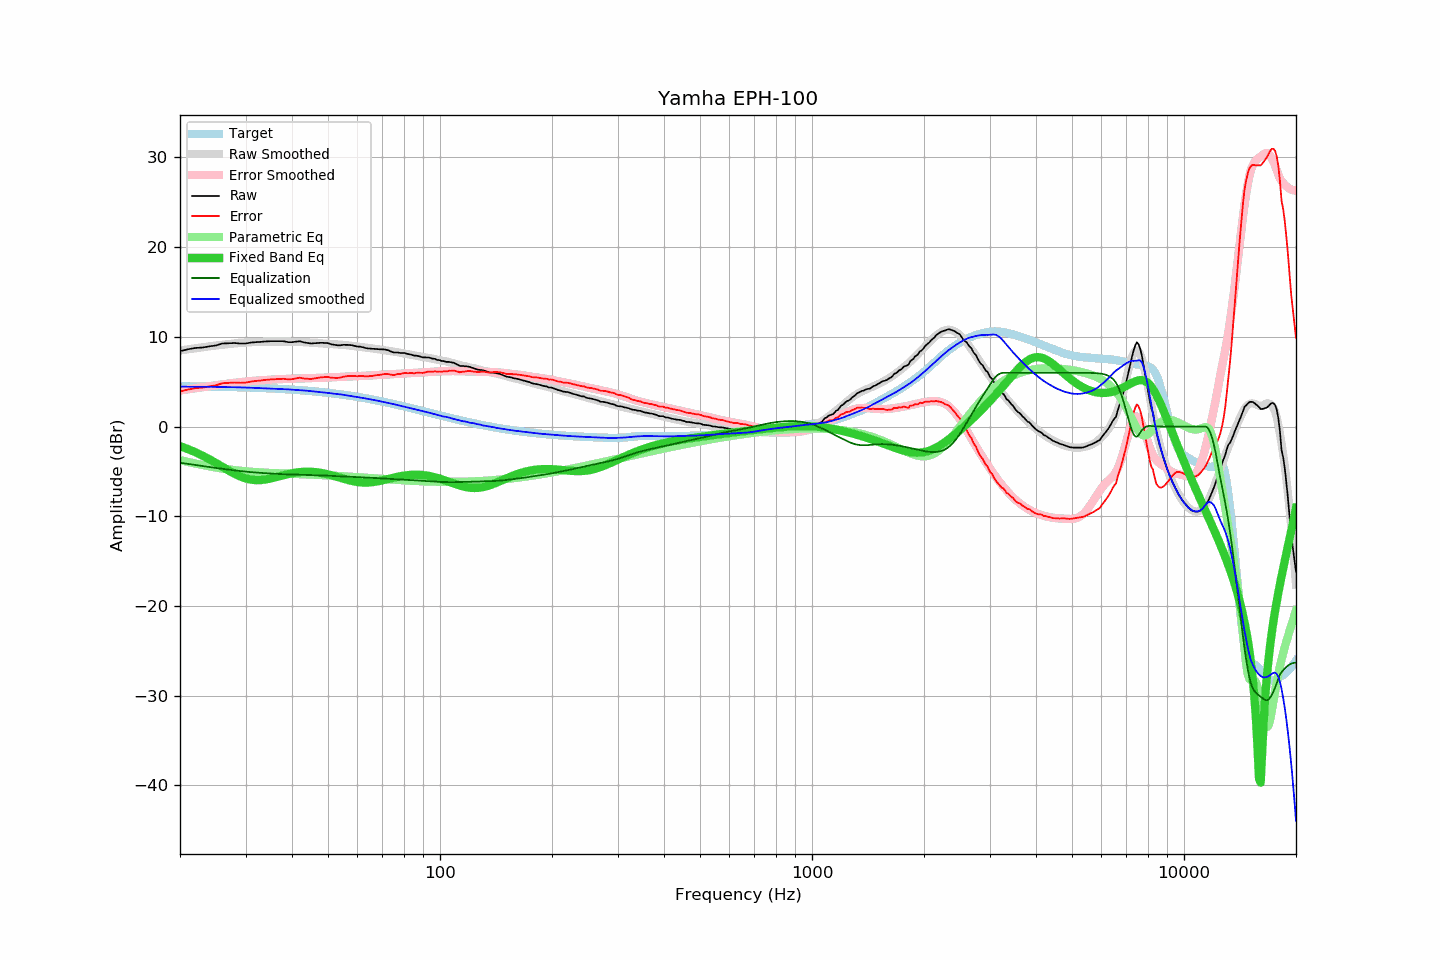 Yamha EPH-100
Target
Raw Smoothed
Error Smoothed
Raw
Error
Parametric Eq
Fixed Band Eq
Equalization
Equalized smoothed
Amplitude (dBr)
30
20
10
0
−10
−20
−30
−40
100
1000
10000
Frequency (Hz)